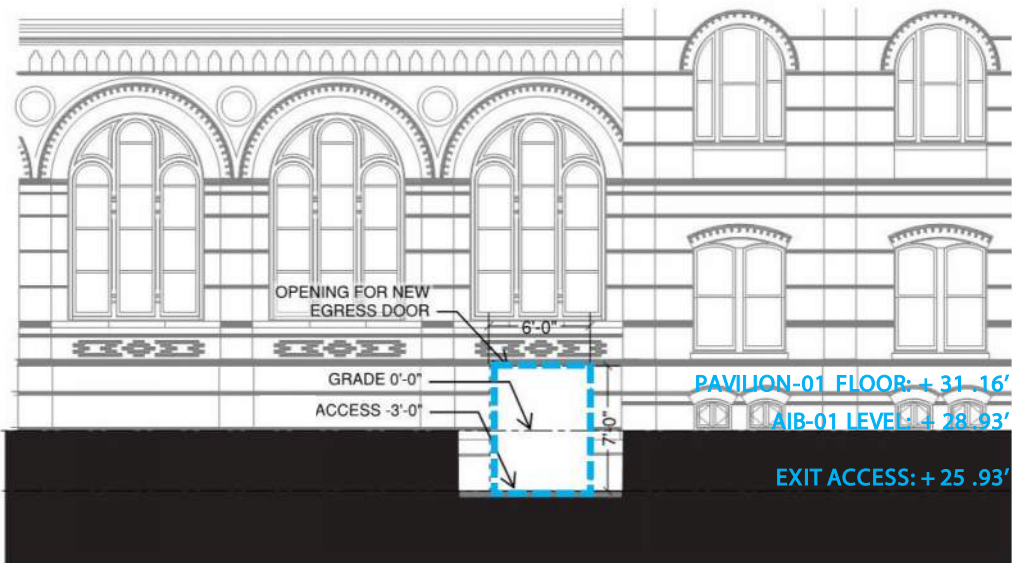 OPENING FOR NEW
EGRESS DOOR
6'-0"
GRADE 0'-0"
ACCESS -3'-0"
7'-0"
PAVILION-01 FLOOR: + 31 .16'
AIB-01 LEVEL: + 28.93'
EXIT ACCESS: + 25 .93'